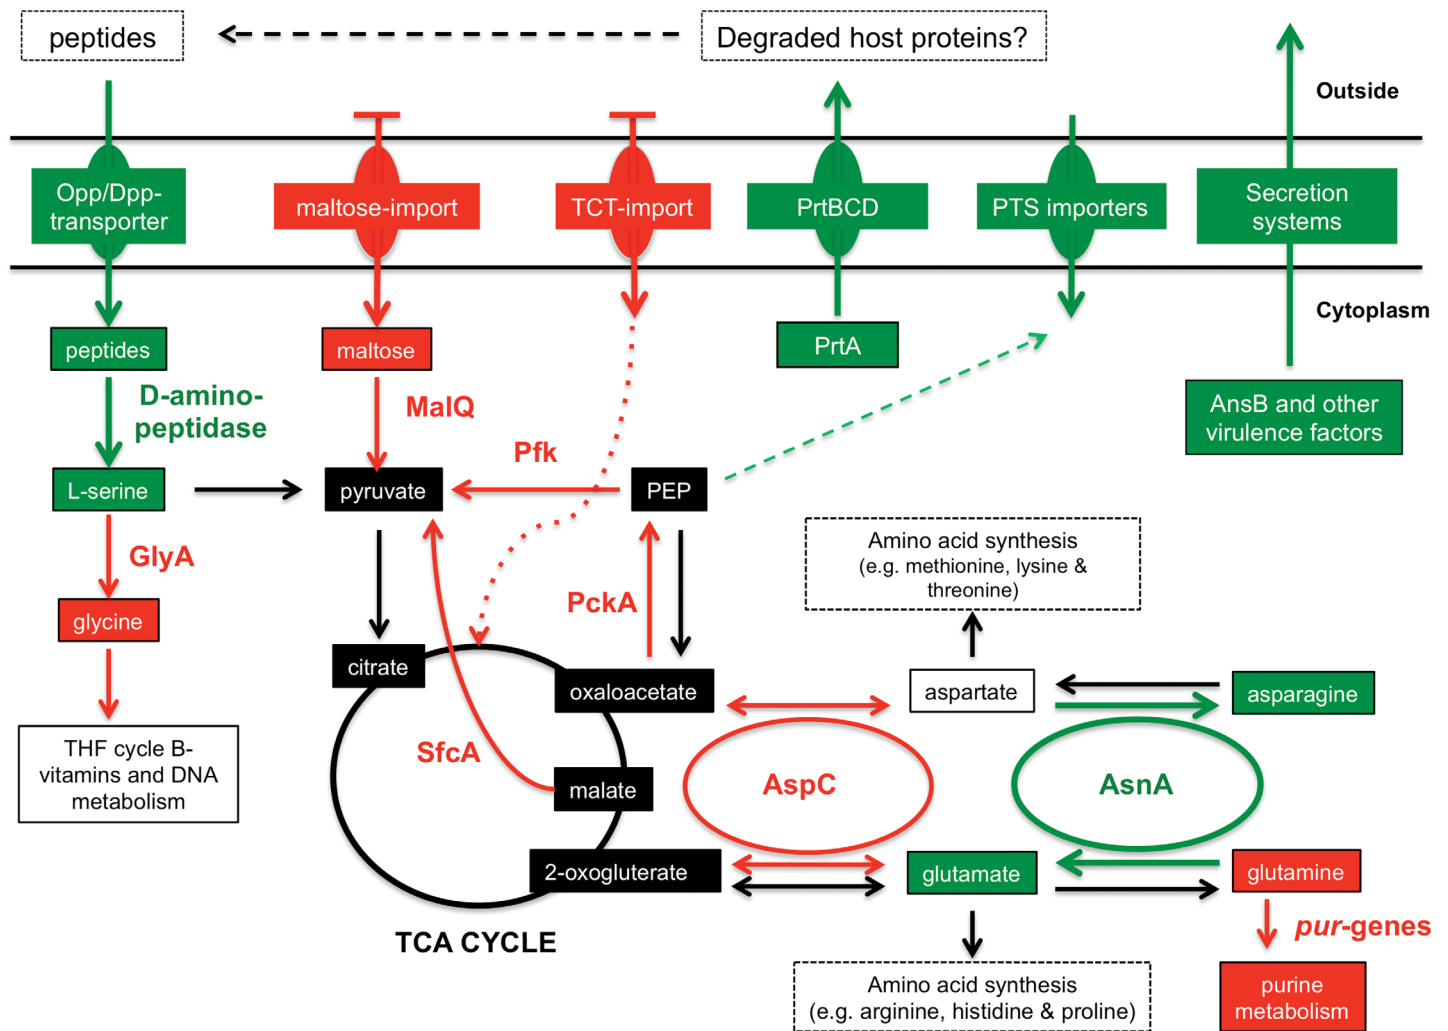 peptides
Degraded host proteins?
Outside
Opp/Dpp-
transporter
maltose-import
TCT-import
PrtBCD
PTS importers
Secretion
systems
Cytoplasm
peptides
maltose
PrtA
D-amino-
peptidase
MalQ
AnsB and other
virulence factors
Pfk
L-serine
pyruvate
PEP
GlyA
Amino acid synthesis
(e.g. methionine, lysine &
threonine)
PckA
glycine
citrate
oxaloacetate
aspartate
asparagine
THF cycle B-
vitamins and DNA
metabolism
SfcA
malate
AspC
AsnA
2-oxogluterate
glutamate
glutamine
TCA CYCLE
pur-genes
Amino acid synthesis
(e.g. arginine, histidine & proline)
purine
metabolism